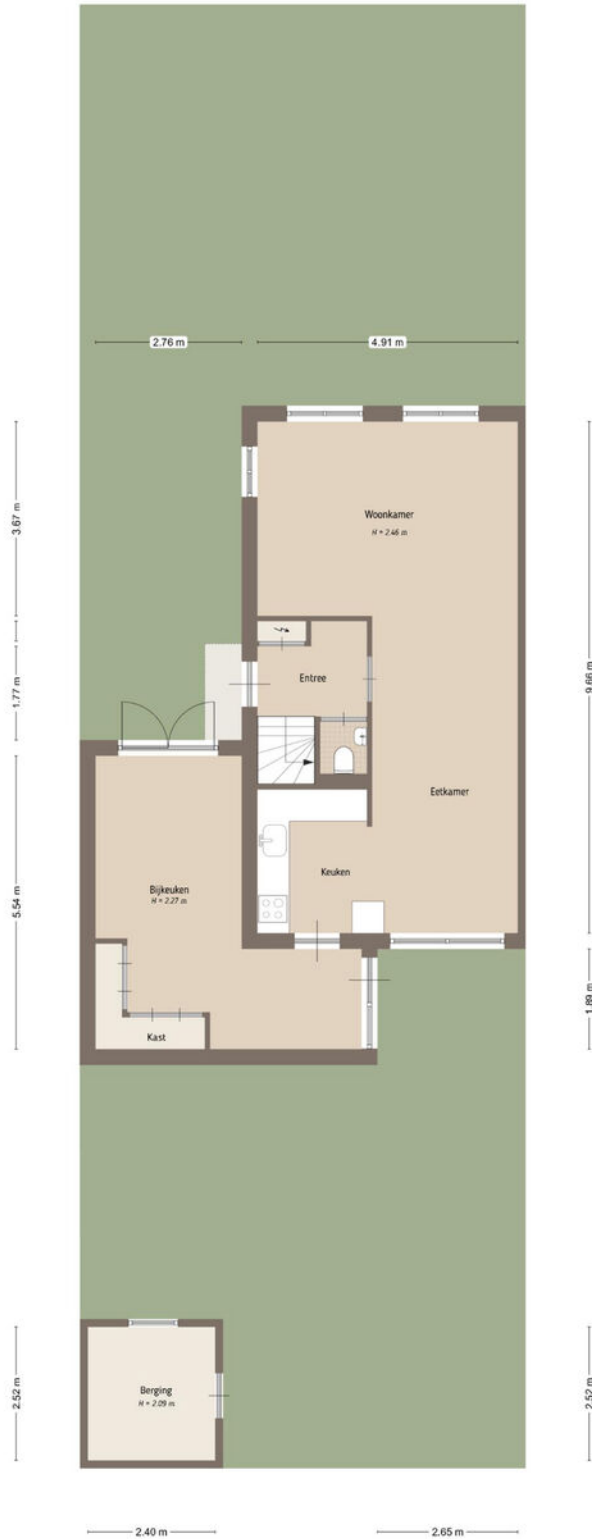 2.76 m
4.91 m
3.67 m
Woonkamer
H = 2.46 m
9.66 m
1.77 m
Entree
Eetkamer
Keuken
5.54 m
Bijkeuken
H = 2.27 m
1.89 m
Kast
2.52 m
Berging
H = 2.09 m
2.52 m
2.40 m
2.65 m